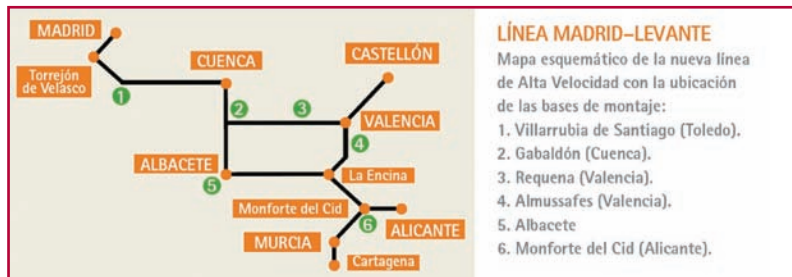 MADRID
Torrejón
de Velasco
CUENCA
CASTELLÓN
1
2
3
VALENCIA
4
ALBACETE
5
La Encina
Monforte del Cid
6
ALICANTE
MURCIA
Cartagena
LÍNEA MADRID–LEVANTE
Mapa esquemático de la nueva línea
de Alta Velocidad con la ubicación
de las bases de montaje:
1. Villarrubia de Santiago (Toledo).
2. Gabaldón (Cuenca).
3. Requena (Valencia).
4. Almussafes (Valencia).
5. Albacete
6. Monforte del Cid (Alicante).